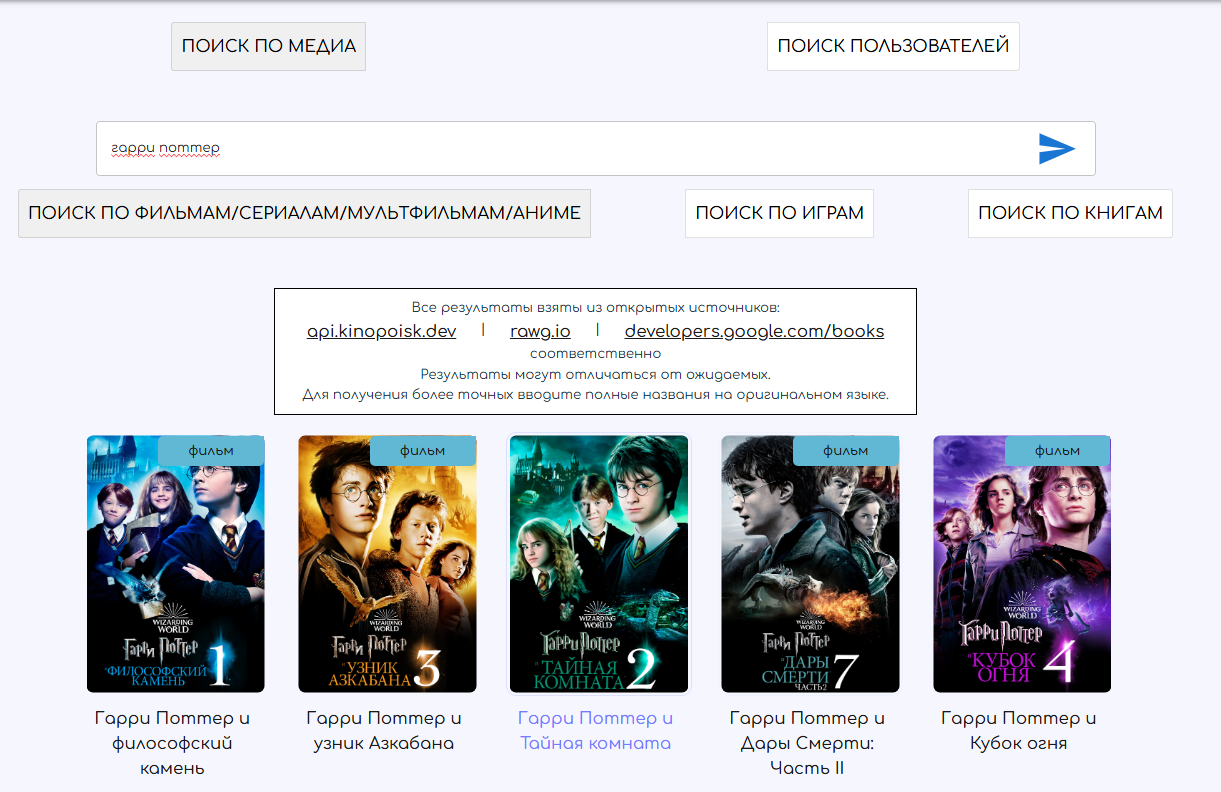 ПОИСК ПО МЕДИА
ПОИСК ПОЛЬЗОВАТЕЛЕЙ
гарри поттер
ПОИСК ПО ФИЛЬМАМ/СЕРИАЛАМ/МУЛЬТФИЛЬМАМ/АНИМЕ
ПОИСК ПО ИГРАМ
ПОИСК ПО КНИГАМ
Все результаты взяты из открытых источников:
api.kinopoisk.dev | rawg.io | developers.google.com/books
соответственно
Результаты могут отличаться от ожидаемых.
Для получения более точных вводите полные названия на оригинальном языке.
фильм
WIZARDING
WORLD
Гарри Поттер
и ФИЛОСОФСКИЙ
КАМЕНЬ
1
Гарри Поттер и
философский
камень
фильм
WIZARDING
WORLD
Гарри Поттер
и УЗНИК
АЗКАБАНА
3
Гарри Поттер и
узник Азкабана
WIZARDING
WORLD
Гарри Поттер
и ТАЙНАЯ
КОМНАТА
2
Гарри Поттер и
Тайная комната
фильм
WIZARDING
WORLD
Гарри Поттер
и ДАРЫ
СМЕРТИ
ЧАСТЬ 2
7
Гарри Поттер и
Дары Смерти:
Часть II
фильм
WIZARDING
WORLD
Гарри Поттер
и КУБОК
ОГНЯ
4
Гарри Поттер и
Кубок огня